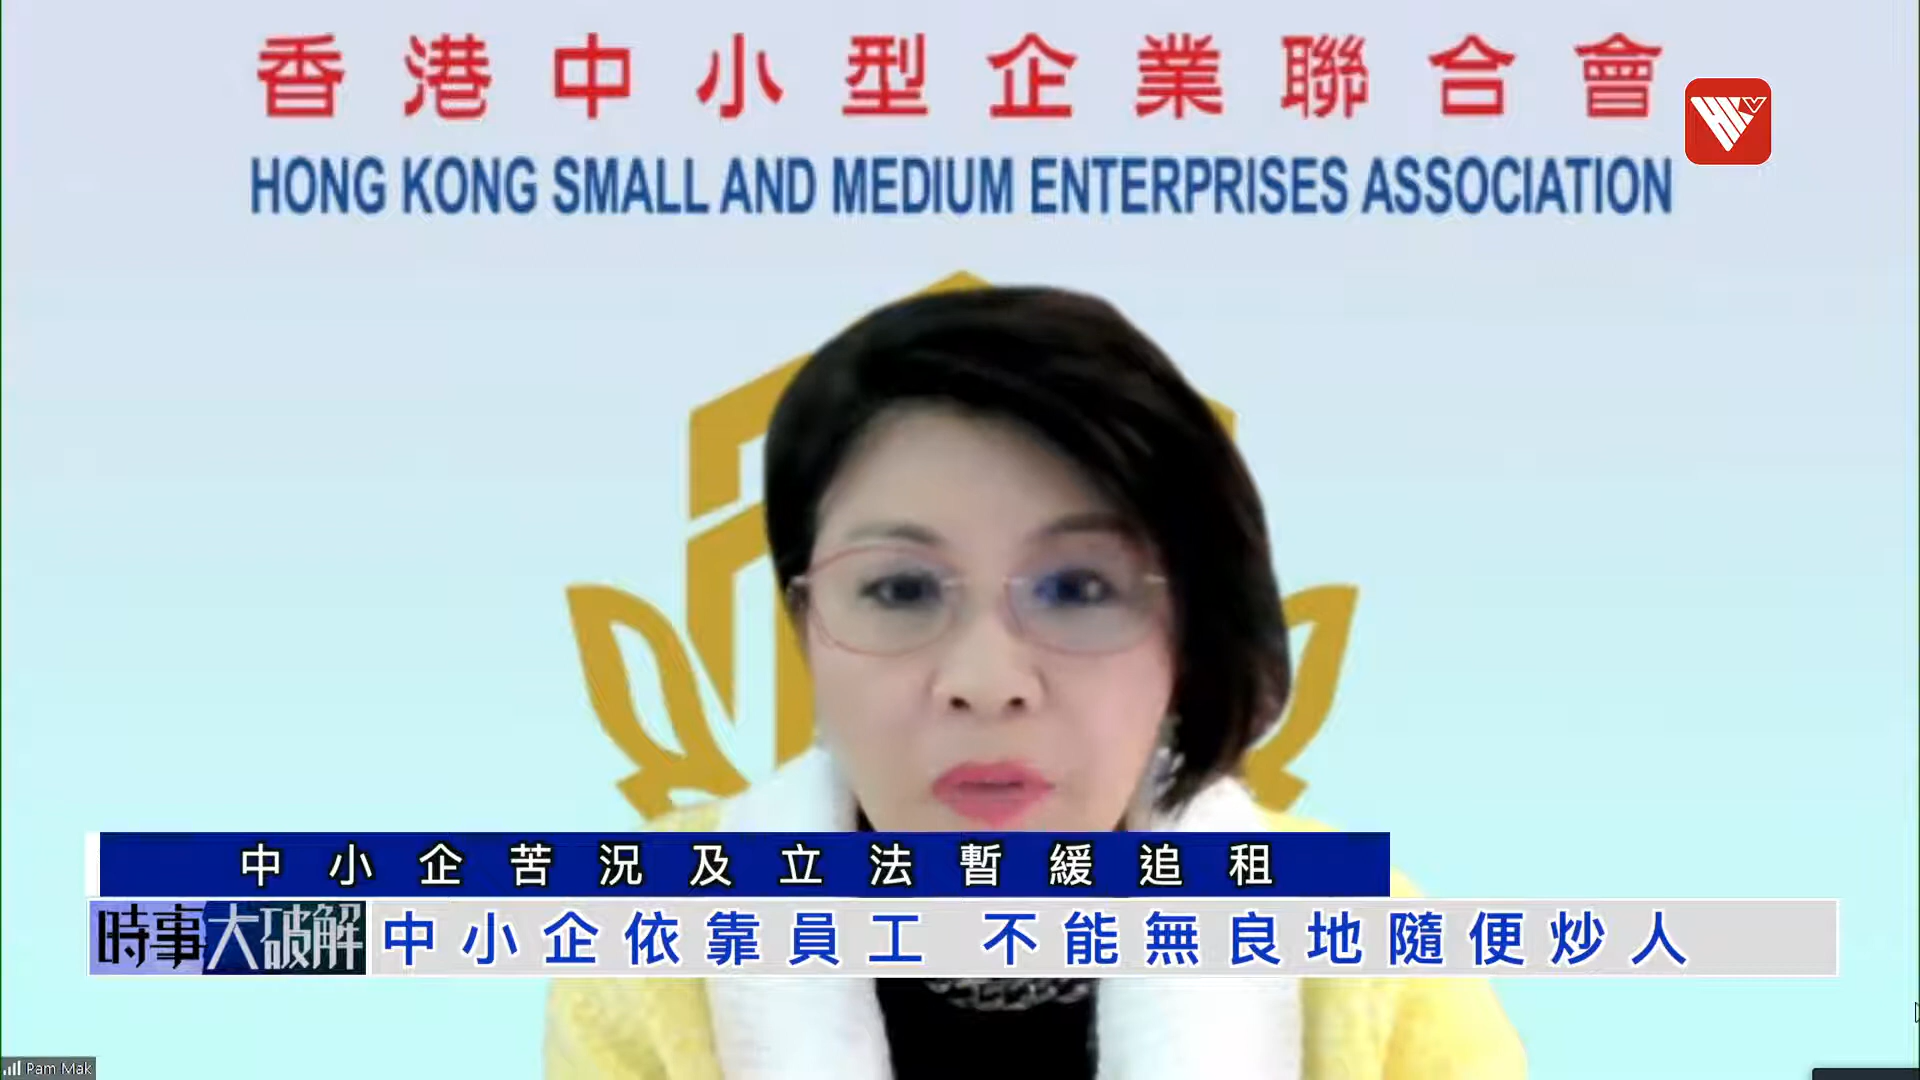 香港中小型企業聯合會
HONG KONG SMALL AND MEDIUM ENTERPRISES ASSOCIATION
中小企苦況及立法暫緩追租
時事大破解
中小企依靠員工 不能無良地隨便炒人
Pam Mak